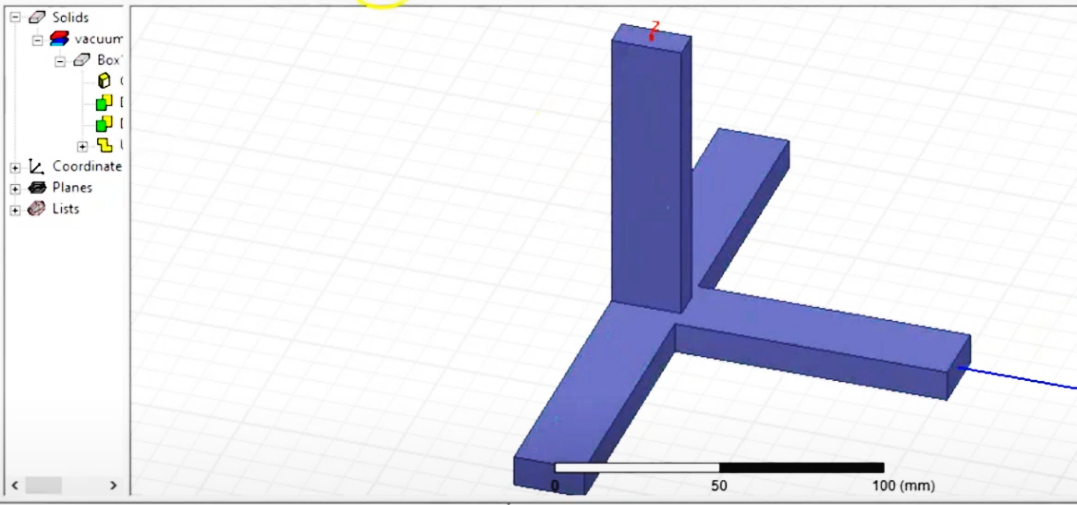 Solids
vacuum
Box
Coordinate
Planes
Lists
2
0
50
100 (mm)